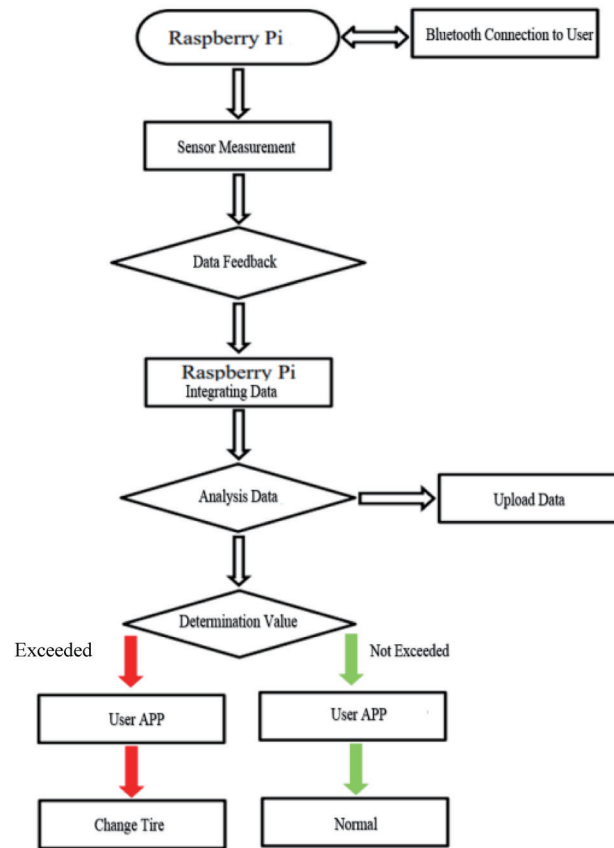 Raspberry Pi
Bluetooth Connection to User
Sensor Measurement
Data Feedback
Raspberry Pi
Integrating Data
Analysis Data
Upload Data
Determination Value
Exceeded
Not Exceeded
User APP
User APP
Change Tire
Normal